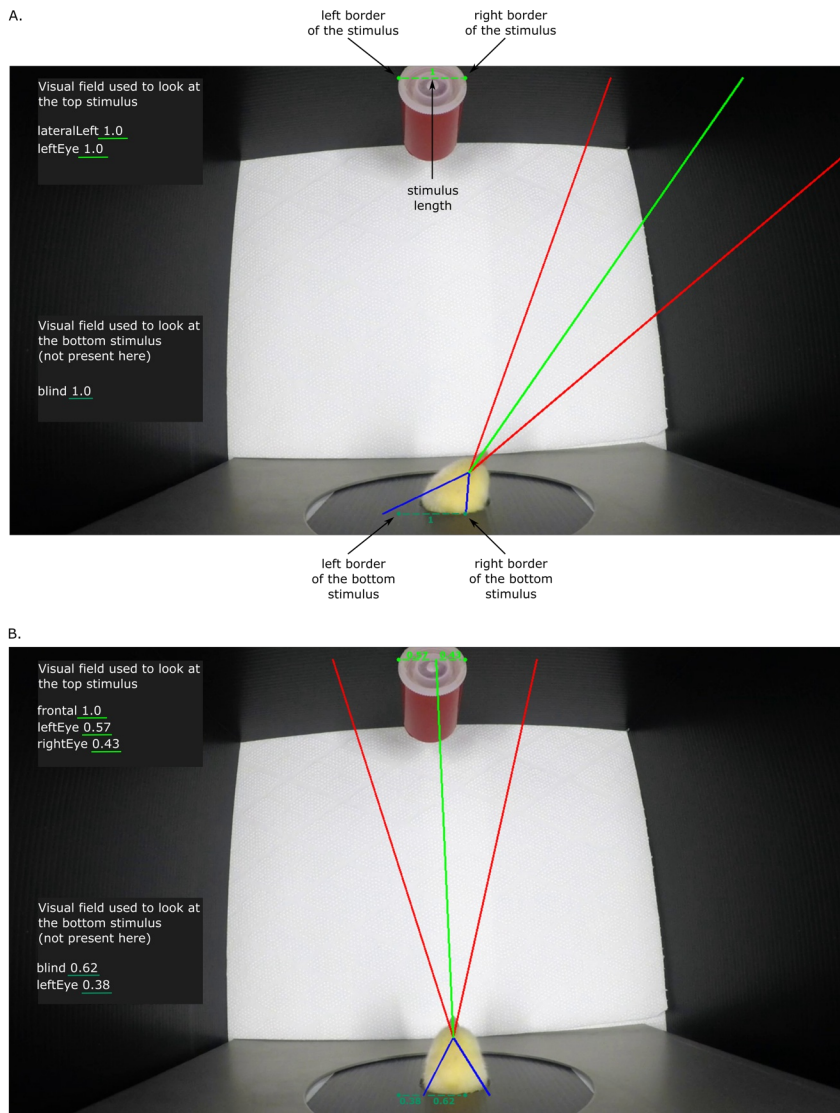 A.
left border
of the stimulus
right border
of the stimulus
Visual field used to look at
the top stimulus
lateralLeft 1.0
leftEye 1.0
stimulus
length
Visual field used to look at
the bottom stimulus
(not present here)
blind 1.0
1
left border
of the bottom
stimulus
right border
of the bottom
stimulus
B.
Visual field used to look at
the top stimulus
frontal 1.0
leftEye 0.57
rightEye 0.43
Visual field used to look at
the bottom stimulus
(not present here)
blind 0.62
leftEye 0.38
0.38 0.62